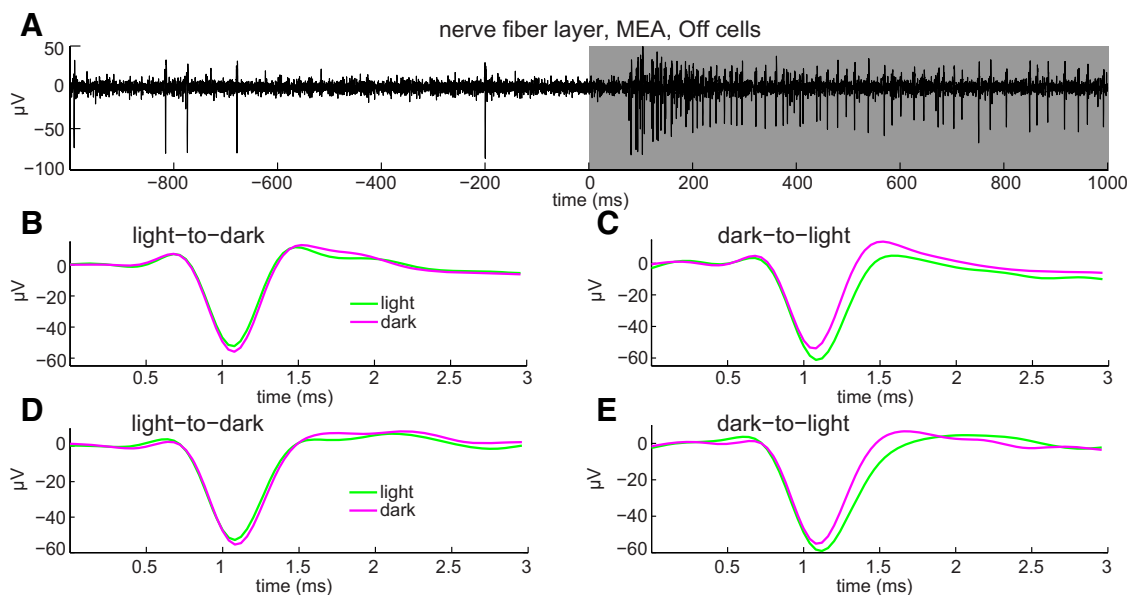 A
nerve fiber layer, MEA, Off cells
50
0
−50
−100
µV
−800
−600
−400
−200
0
200
400
600
800
1000
time (ms)
B
light−to−dark
0
−20
−40
−60
µV
light
dark
0.5
1
1.5
2
2.5
3
time (ms)
C
dark−to−light
0
−20
−40
−60
µV
0.5
1
1.5
2
2.5
3
time (ms)
D
light−to−dark
0
−20
−40
−60
µV
light
dark
0.5
1
1.5
2
2.5
3
time (ms)
E
dark−to−light
0
−20
−40
−60
µV
0.5
1
1.5
2
2.5
3
time (ms)